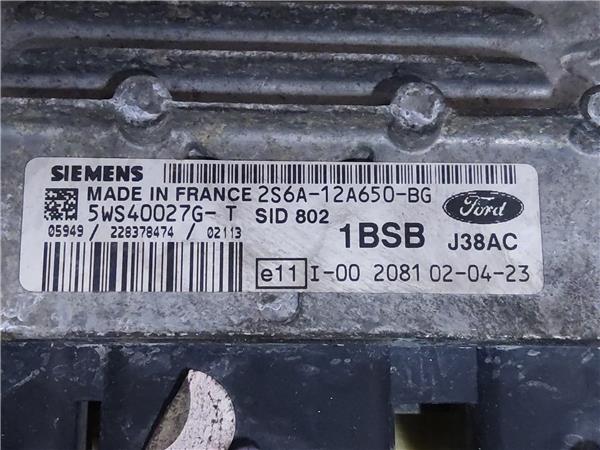 SIEMENS
MADE IN FRANCE 2S6A-12A650-BG
5WS40027G-T SID 802
Ford
05949 / 228378474 / 02113
1BSB J38AC
e11 I-00 2081 02-04-23